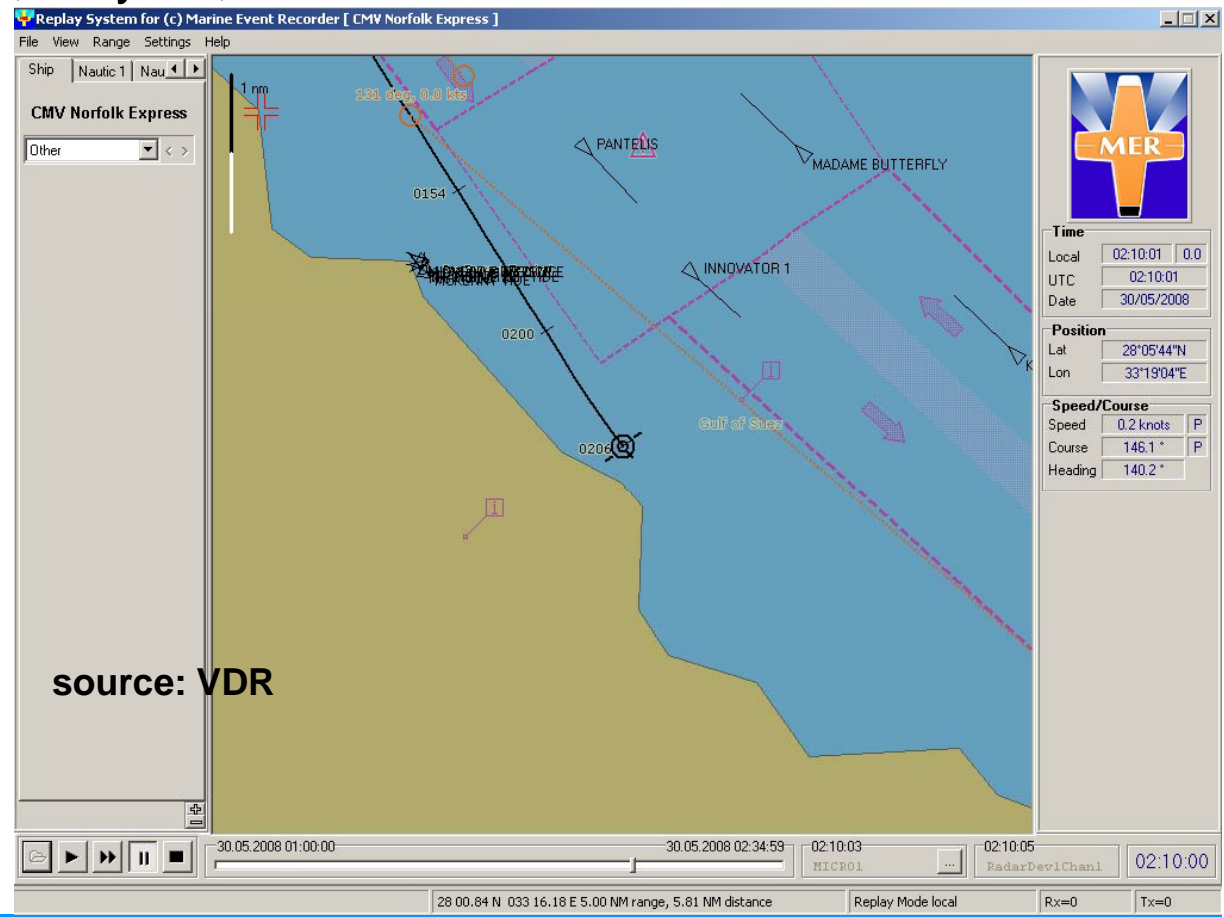 Replay System for (c) Marine Event Recorder [ CMV Norfolk Express ]
File View Range Settings Help
Ship Nautic 1 Nau
CMV Norfolk Express
Other
1 nm
131 deg, 0.0 kts
PANTELIS
MADAME BUTTERFLY
0154
INNOVATOR 1
0200
K
Gulf of Suez
0206
source: VDR
MER
Time
Local 02:10:01 0.0
UTC 02:10:01
Date 30/05/2008
Position
Lat 28°05'44"N
Lon 33°19'04"E
Speed/Course
Speed 0.2 knots P
Course 146.1 ° P
Heading 140.2 °
30.05.2008 01:00:00 30.05.2008 02:34:59 02:10:03 02:10:05
MICRO1 ... RadarDev1Chan1 02:10:00
28 00.84 N 033 16.18 E 5.00 NM range, 5.81 NM distance Replay Mode local Rx=0 Tx=0